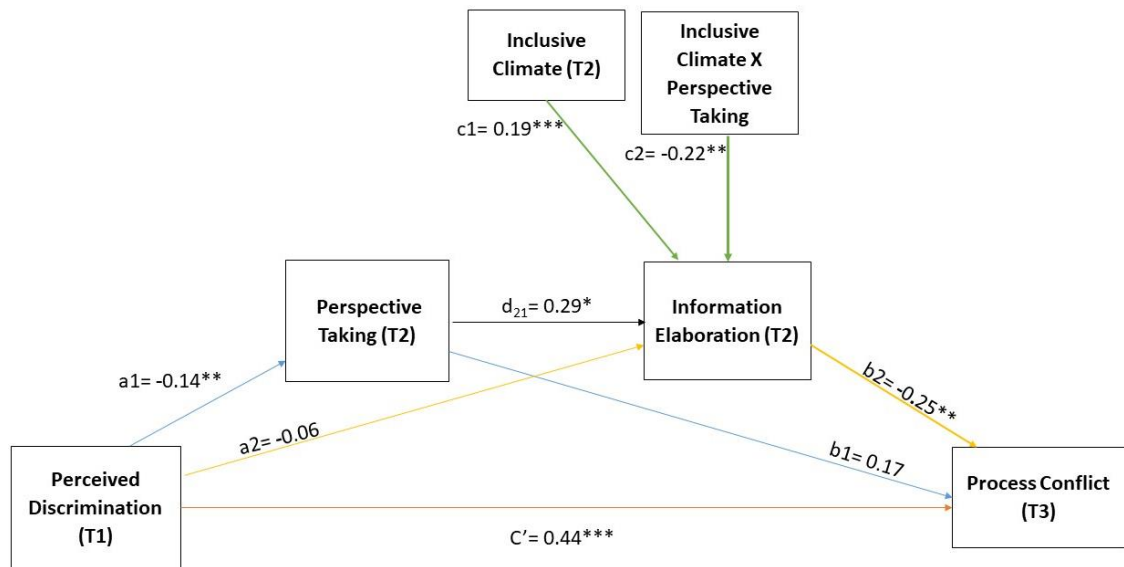 Inclusive
Climate (T2)
Inclusive
Climate X
Perspective
Taking
c1= 0.19***
c2= -0.22**
Perspective
Taking (T2)
d21= 0.29*
Information
Elaboration (T2)
a1= -0.14**
a2= -0.06
b2= -0.25**
b1= 0.17
Perceived
Discrimination
(T1)
Process Conflict
(T3)
C’= 0.44***